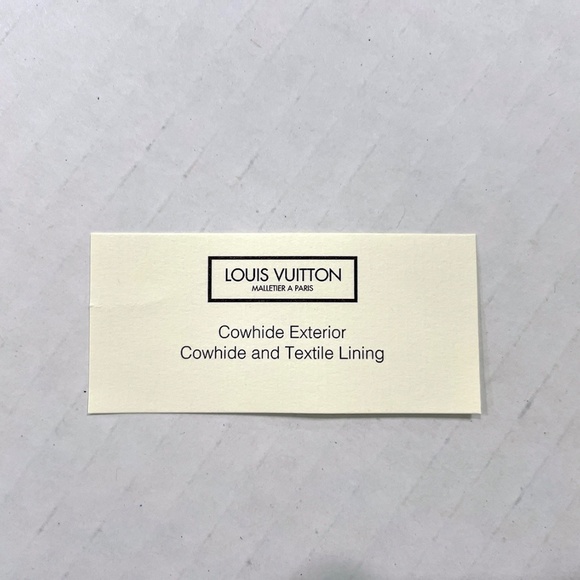 LOUIS VUITTON
MALLETIER A PARIS
Cowhide Exterior
Cowhide and Textile Lining